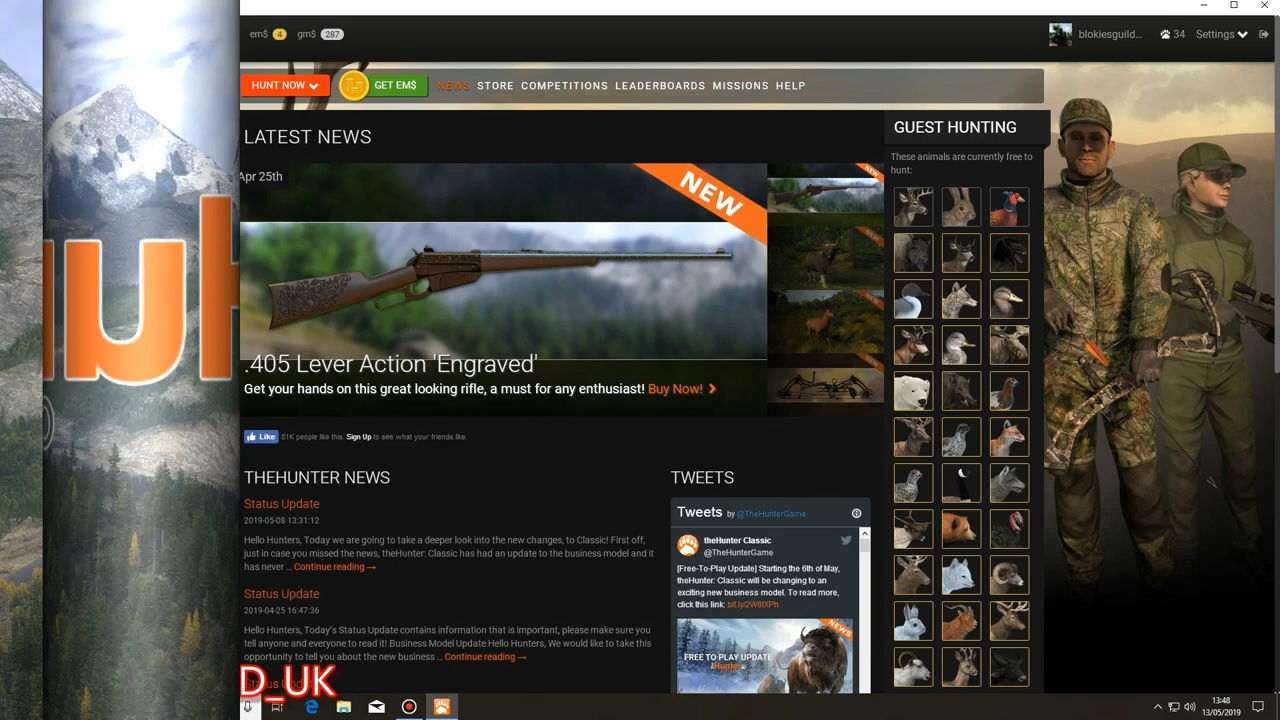 em$ 4 gm$ 287
blokiesguild... 34 Settings
HUNT NOW GET EM$ NEWS STORE COMPETITIONS LEADERBOARDS MISSIONS HELP
LATEST NEWS
Apr 25th
NEW
.405 Lever Action 'Engraved'
Get your hands on this great looking rifle, a must for any enthusiast! Buy Now!
NEW
NEW
NEW
NEW
GUEST HUNTING
These animals are currently free to
hunt:
Like 81K people like this. Sign Up to see what your friends like.
THEHUNTER NEWS
Status Update
2019-05-08 13:31:12
Hello Hunters, Today we are going to take a deeper look into the new changes, to Classic! First off,
just in case you missed the news, theHunter: Classic has had an update to the business model and it
has never ... Continue reading →
Status Update
2019-04-25 16:47:36
Hello Hunters, Today's Status Update contains information that is important, please make sure you
tell anyone and everyone to read it! Business Model Update Hello Hunters, We would like to take this
opportunity to tell you about the new business ... Continue reading →
Status Update
TWEETS
Tweets by @TheHunterGame
theHunter Classic
@TheHunterGame
[Free-To-Play Update] Starting the 6th of May,
theHunter: Classic will be changing to an
exciting new business model. To read more,
click this link: bit.ly/2W8IXPh
NEWS
FREE TO PLAY UPDATE
theHunter
uh
D_UK
13:48
13/05/2019